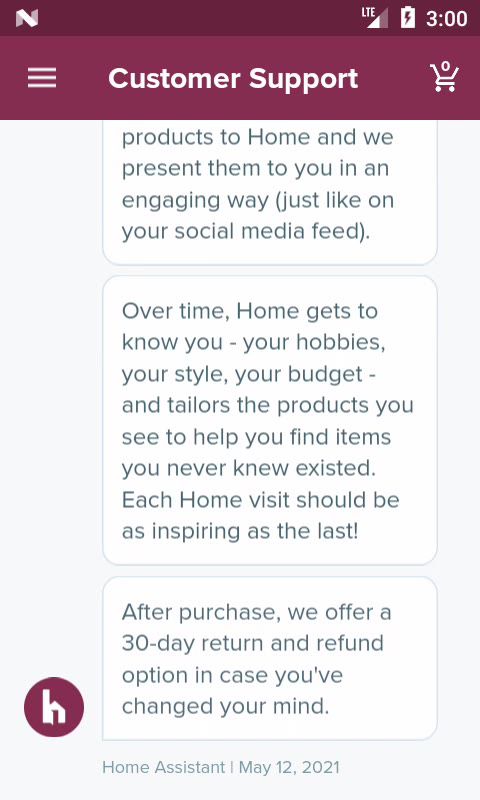 LTE 3:00
Customer Support 0
products to Home and we
present them to you in an
engaging way (just like on
your social media feed).
Over time, Home gets to
know you - your hobbies,
your style, your budget -
and tailors the products you
see to help you find items
you never knew existed.
Each Home visit should be
as inspiring as the last!
After purchase, we offer a
30-day return and refund
option in case you've
changed your mind.
h
Home Assistant | May 12, 2021